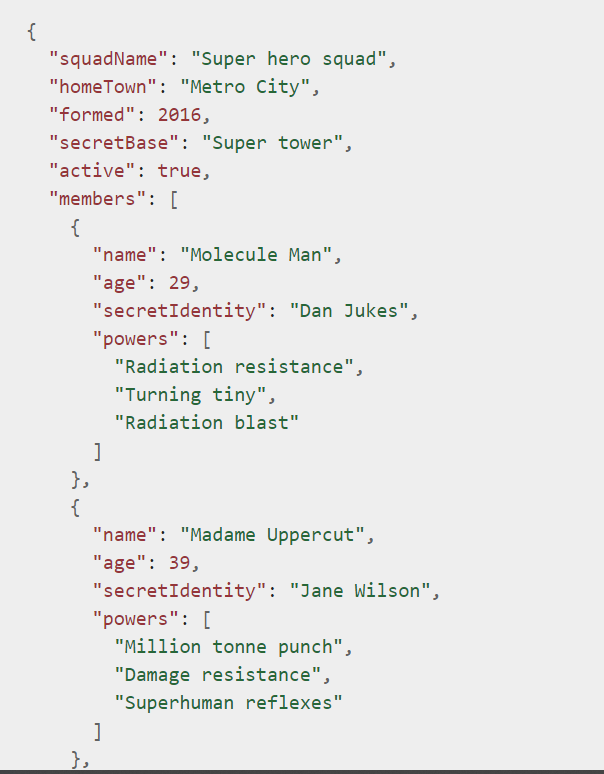 {
  "squadName": "Super hero squad",
  "homeTown": "Metro City",
  "formed": 2016,
  "secretBase": "Super tower",
  "active": true,
  "members": [
    {
      "name": "Molecule Man",
      "age": 29,
      "secretIdentity": "Dan Jukes",
      "powers": [
        "Radiation resistance",
        "Turning tiny",
        "Radiation blast"
      ]
    },
    {
      "name": "Madame Uppercut",
      "age": 39,
      "secretIdentity": "Jane Wilson",
      "powers": [
        "Million tonne punch",
        "Damage resistance",
        "Superhuman reflexes"
      ]
    },